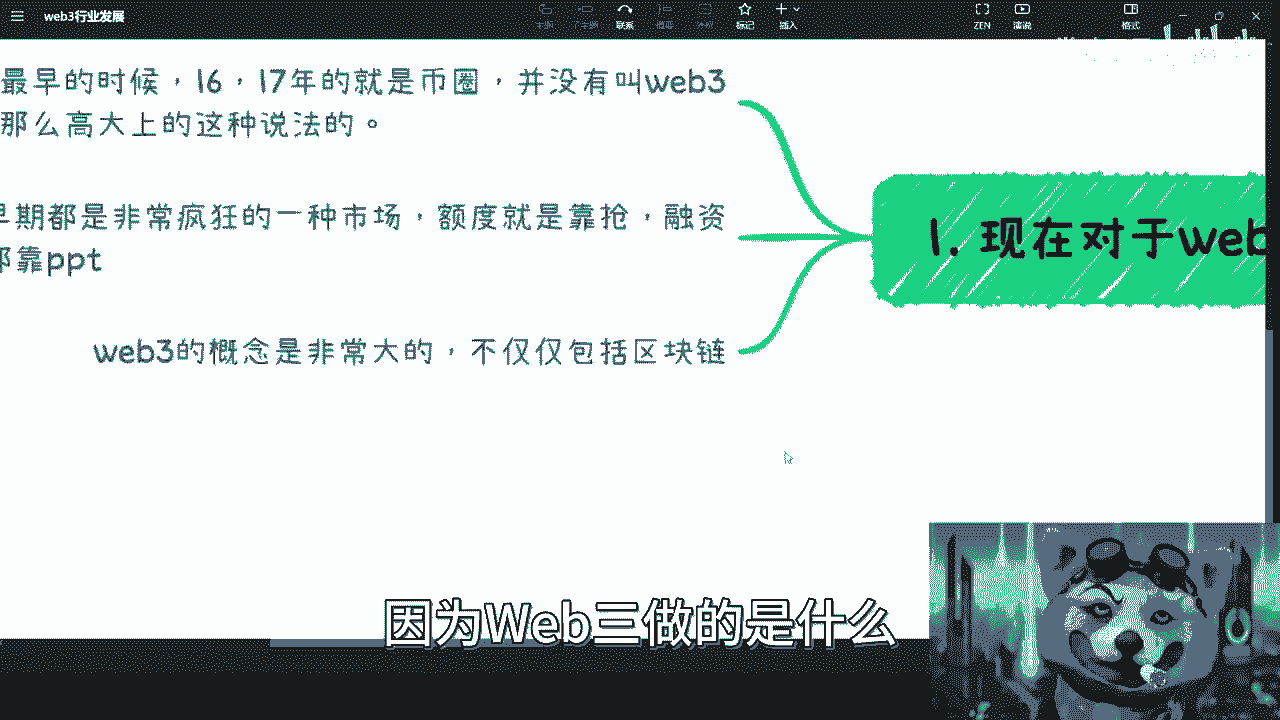 web3行业发展
主题
子主题
联系
概要
外框
标记
插入
ZEN
演说
格式
最早的时候，16，17年的就是币圈，并没有叫web3
那么高大上的这种说法的。
早期都是非常疯狂的一种市场，额度就是靠抢，融资
都靠ppt
web3的概念是非常大的，不仅仅包括区块链
1. 现在对于web
因为Web三做的是什么